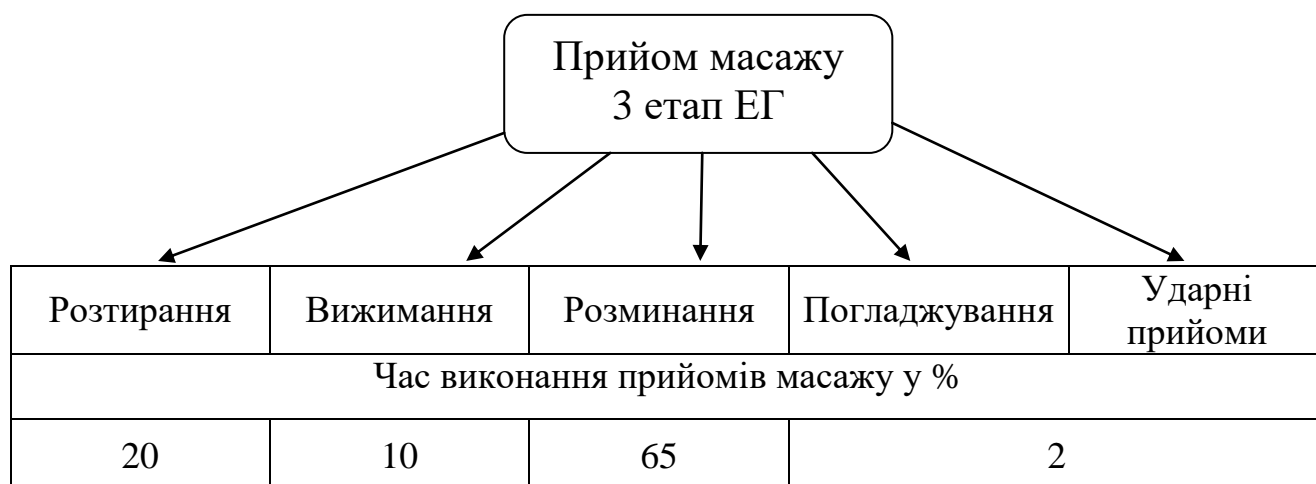 Прийом масажу
3 етап ЕГ
Розтирання Вижимання Розминання Погладжування Ударні прийоми
Час виконання прийомів масажу у %
20 10 65 2